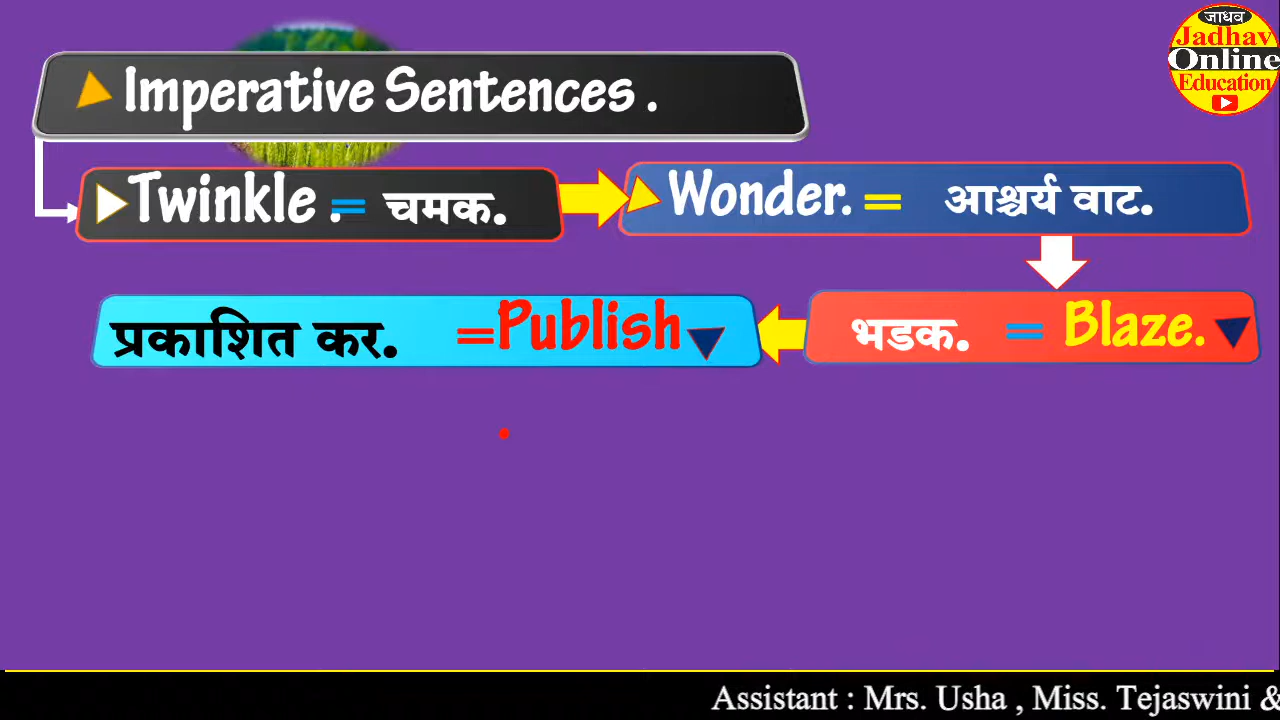 जाधव
Jadhav
Online
Education
Imperative Sentences .
Twinkle . = चमक.
Wonder. = आश्चर्य वाट.
प्रकाशित कर. =Publish
भडक. = Blaze.
Assistant : Mrs. Usha , Miss. Tejaswini &